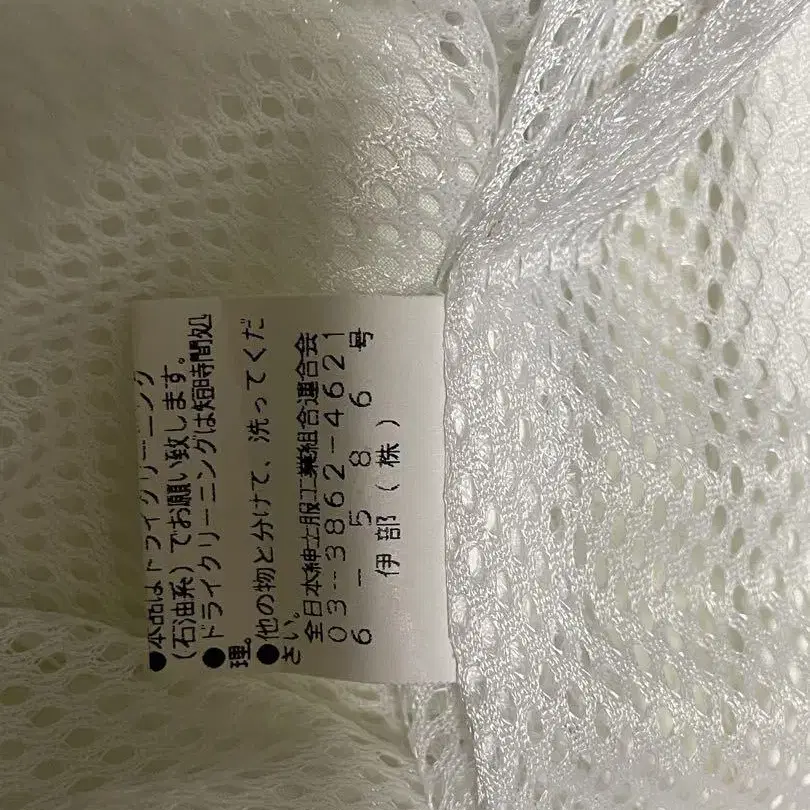 ●本品はドライクリーニング
(石油系)でお願い致します。
●ドライクリーニングは短時間処
理。
●他の物と分けて、洗ってくだ
さい。
全日本紳士服工業組合連合会
03-3862-4621
6-586号
伊部(株)